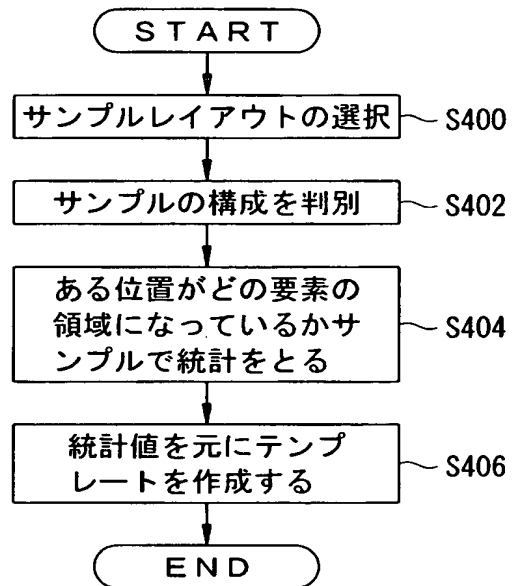 START
サンプルレイアウトの選択
S400
サンプルの構成を判別
S402
ある位置がどの要素の
領域になっているかサ
ンプルで統計をとる
S404
統計値を元にテンプ
レートを作成する
S406
END